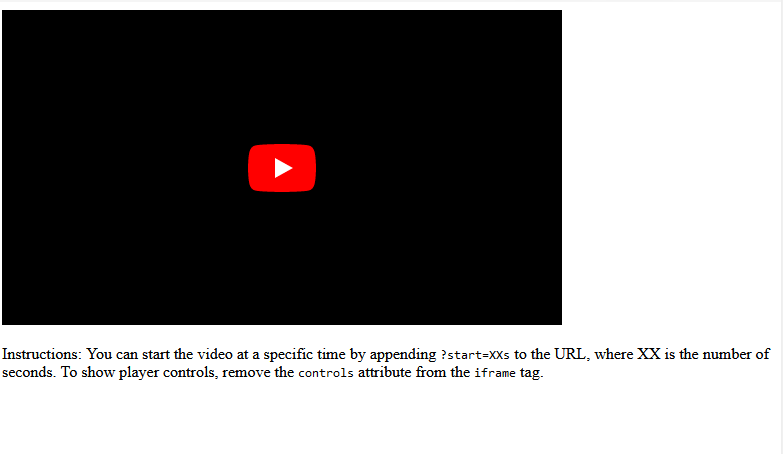 Instructions: You can start the video at a specific time by appending ?start=XXs to the URL, where XX is the number of
seconds. To show player controls, remove the controls attribute from the iframe tag.